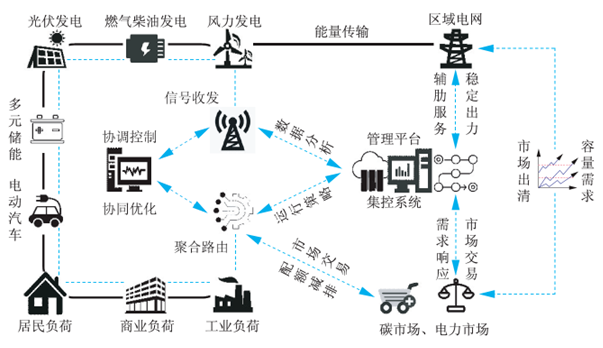 光伏发电
燃气柴油发电
风力发电
能量传输
区域电网
多元储能
电动汽车
信号收发
协调控制
协同优化
数据分析
运行策略
聚合路由
管理平台
集控系统
辅助服务
稳定出力
市场出清
容量需求
需求响应
市场交易
市场交易
配额减排
居民负荷
商业负荷
工业负荷
碳市场、电力市场